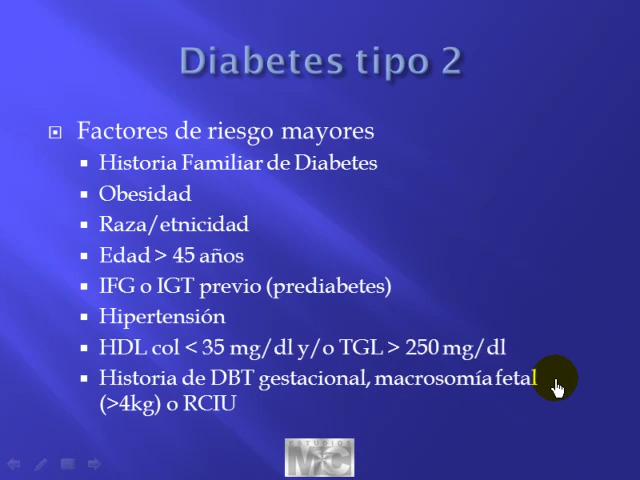 Diabetes tipo 2
Factores de riesgo mayores
Historia Familiar de Diabetes
Obesidad
Raza/etnicidad
Edad > 45 años
IFG o IGT previo (prediabetes)
Hipertensión
HDL col < 35 mg/dl y/o TGL > 250 mg/dl
Historia de DBT gestacional, macrosomía fetal
(>4kg) o RCIU
ESTUDIOS
MC